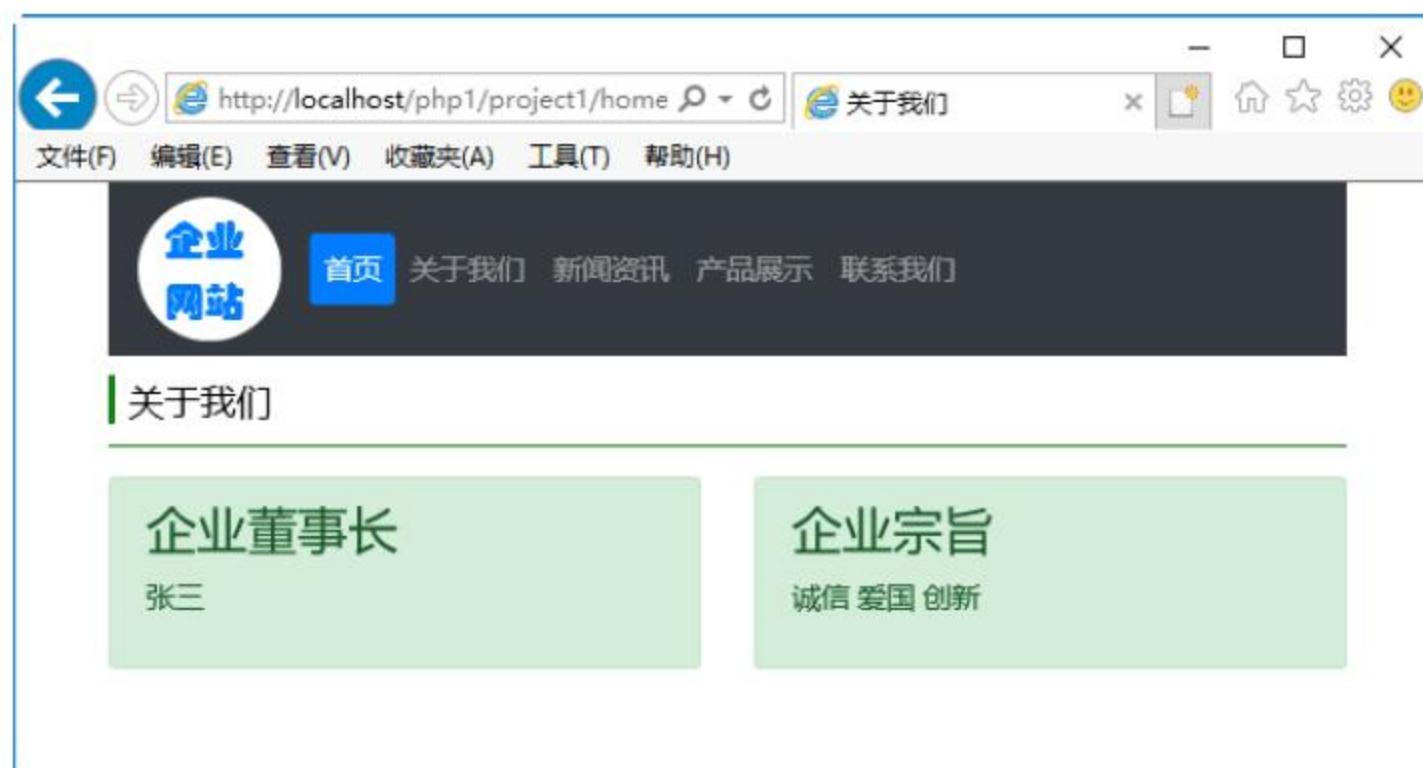 http://localhost/php1/project1/home
关于我们
文件(F) 编辑(E) 查看(V) 收藏夹(A) 工具(T) 帮助(H)
企业
网站
首页 关于我们 新闻资讯 产品展示 联系我们
关于我们
企业董事长
张三
企业宗旨
诚信 爱国 创新